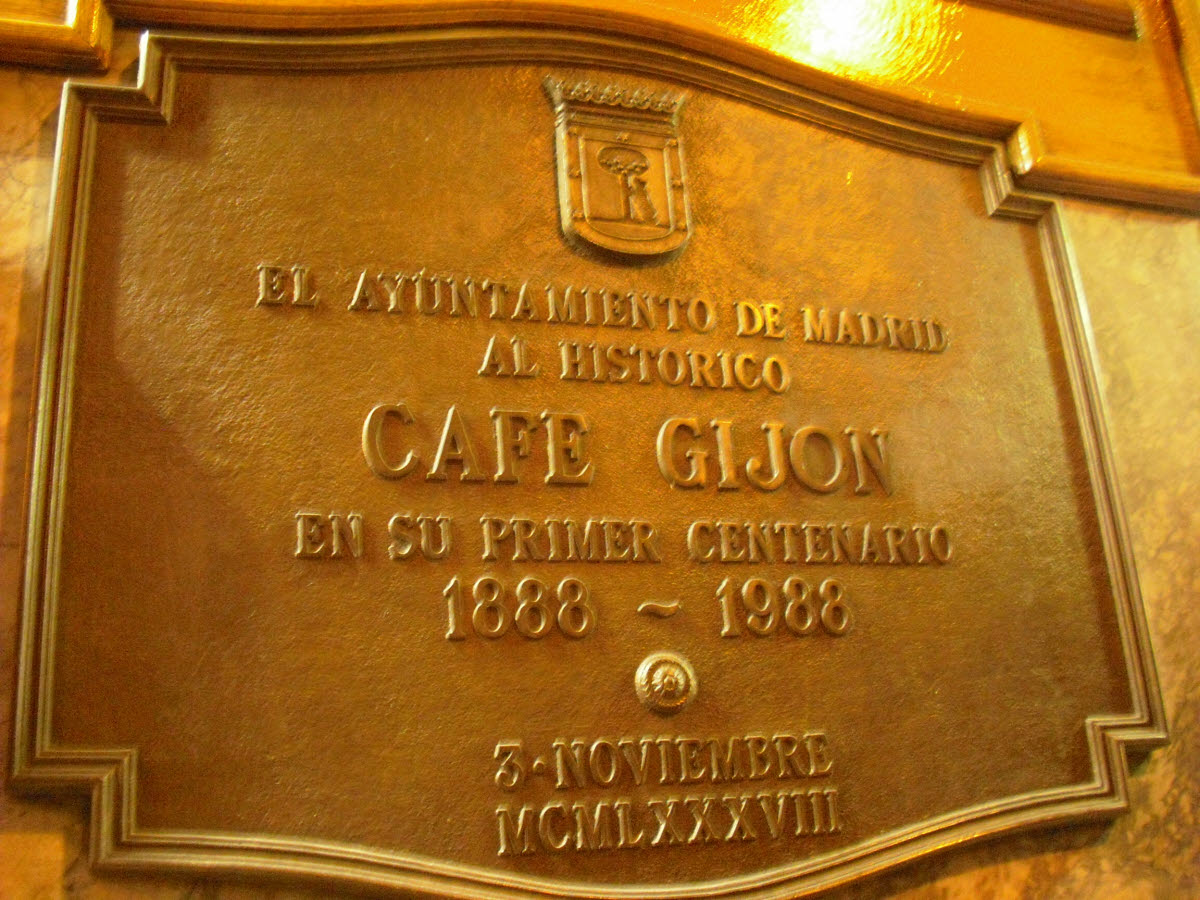 EL AYUNTAMIENTO DE MADRID
AL HISTORICO
CAFE GIJON
EN SU PRIMER CENTENARIO
1888 - 1988
3·NOVIEMBRE
MCMLXXXVIII